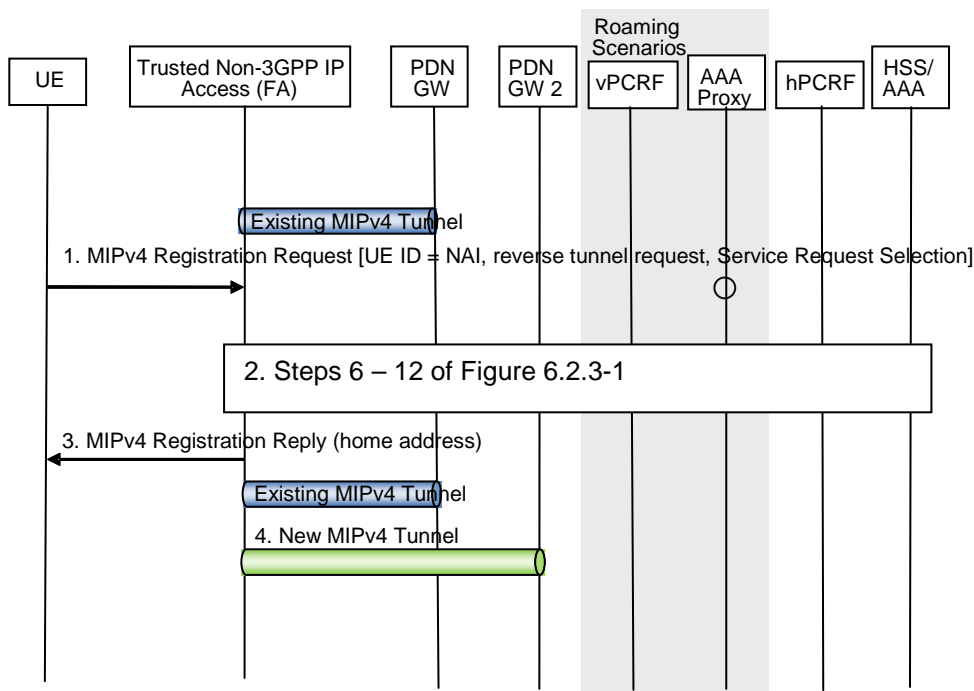 Roaming
Scenarios
UE
Trusted Non-3GPP IP
Access (FA)
PDN
GW
PDN
GW 2
vPCRF
AAA
Proxy
hPCRF
HSS/
AAA
Existing MIPv4 Tunnel
1. MIPv4 Registration Request [UE ID = NAI, reverse tunnel request, Service Request Selection]
2. Steps 6 – 12 of Figure 6.2.3-1
3. MIPv4 Registration Reply (home address)
Existing MIPv4 Tunnel
4. New MIPv4 Tunnel